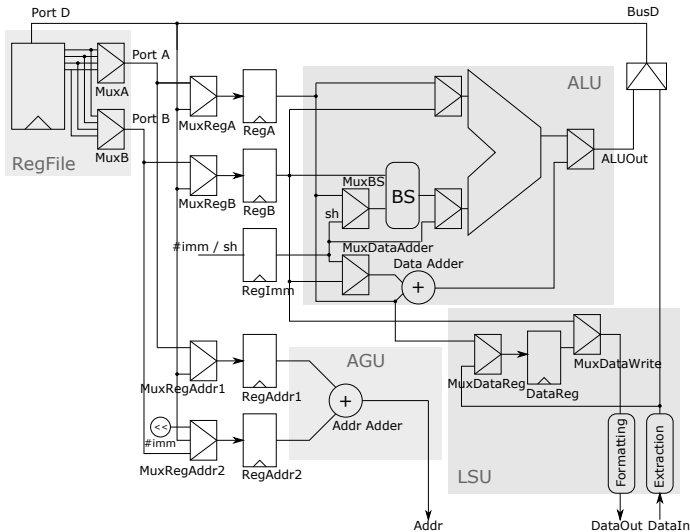 Port D
BusD
Port A
MuxA
Port B
MuxB
RegFile
MuxRegA
RegA
ALU
ALUOut
MuxRegB
RegB
MuxBS
BS
sh
#imm / sh
RegImm
MuxDataAdder
Data Adder
+
MuxRegAddr1
RegAddr1
AGU
+
Addr Adder
<<
#imm
MuxRegAddr2
RegAddr2
MuxDataReg
DataReg
MuxDataWrite
LSU
Formatting
Extraction
Addr
DataOut
DataIn